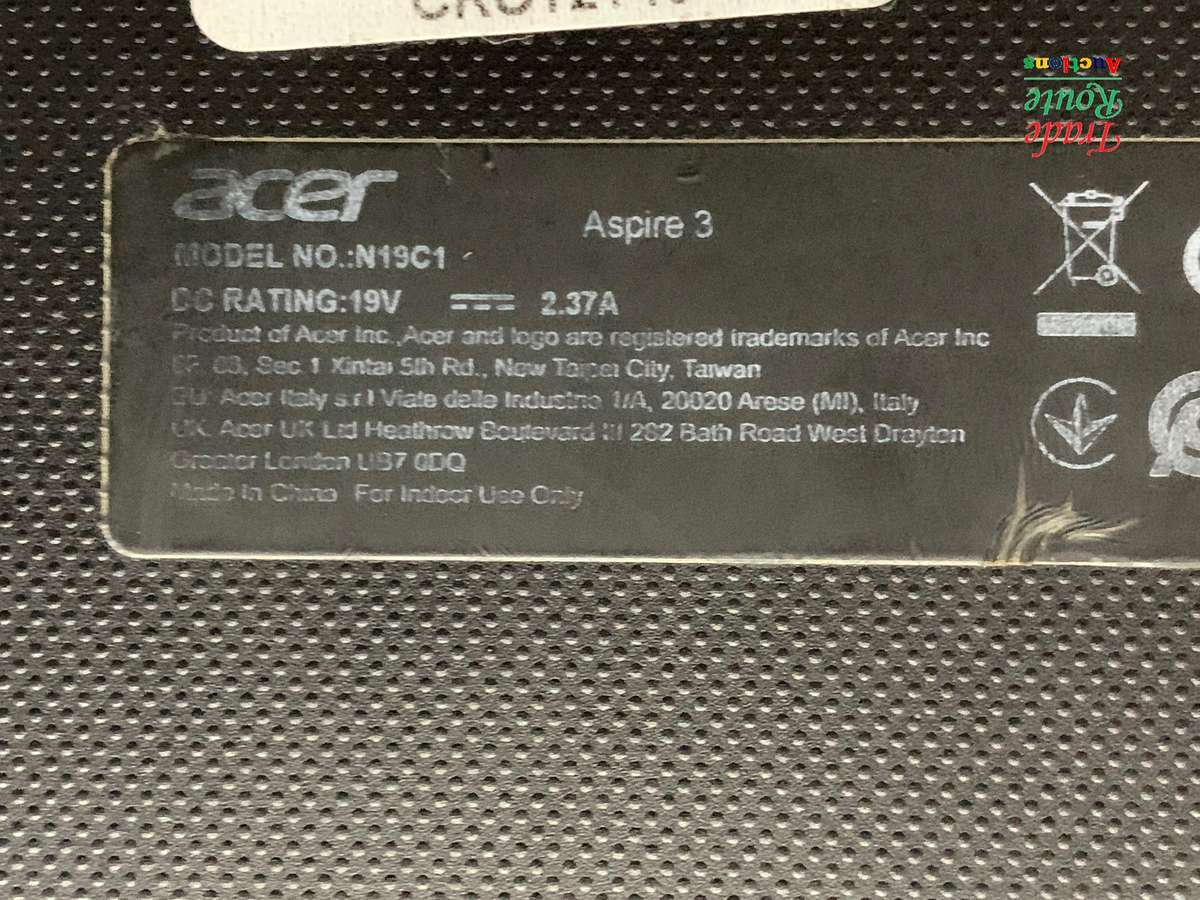 acer
Aspire 3
MODEL NO.:N19C1
DC RATING:19V 2.37A
Product of Acer Inc.,Acer and logo are registered trademarks of Acer Inc
Sec 1 Xintai 5th Rd., New Taipei City, Taiwan
EU: Acer Italy s.r.l Viale delle Industrie 1/A, 20020 Arese (MI), Italy
UK: Acer UK Ltd Heathrow Boulevard III 282 Bath Road West Drayton
Greater London UB7 0DQ
Made In China For Indoor Use Only
Trade
Route
Auctions